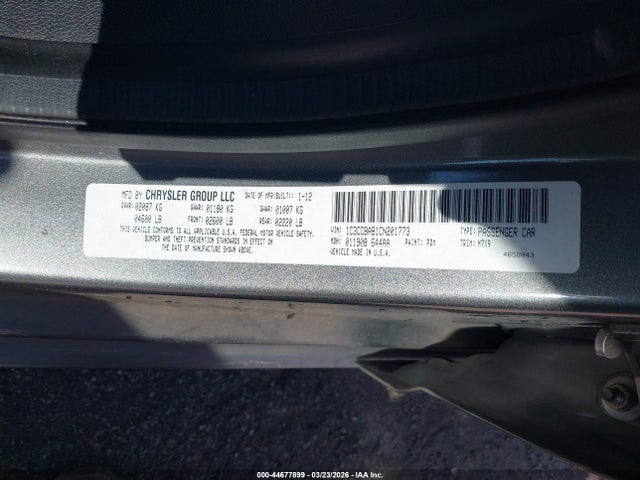 MFD BY CHRYSLER GROUP LLC DATE OF MFR(BUILT): 1-12
GVWR: 02087 KG GAWR: 01180 KG GAWR: 01007 KG
04600 LB FRONT: 02600 LB REAR: 02220 LB
THIS VEHICLE CONFORMS TO ALL APPLICABLE U.S.A. FEDERAL MOTOR VEHICLE SAFETY,
BUMPER AND THEFT PREVENTION STANDARDS IN EFFECT ON THE DATE OF MANUFACTURE
SHOWN ABOVE.
VIN: 1C3CCBAB1CN201773 TYPE: PASSENGER CAR
MDH: 011908 644AA PAINT: PDM TRIM: M7X9
VEHICLE MADE IN U.S.A. 4658843
000-44677899 - 03/23/2026 - IAA Inc.